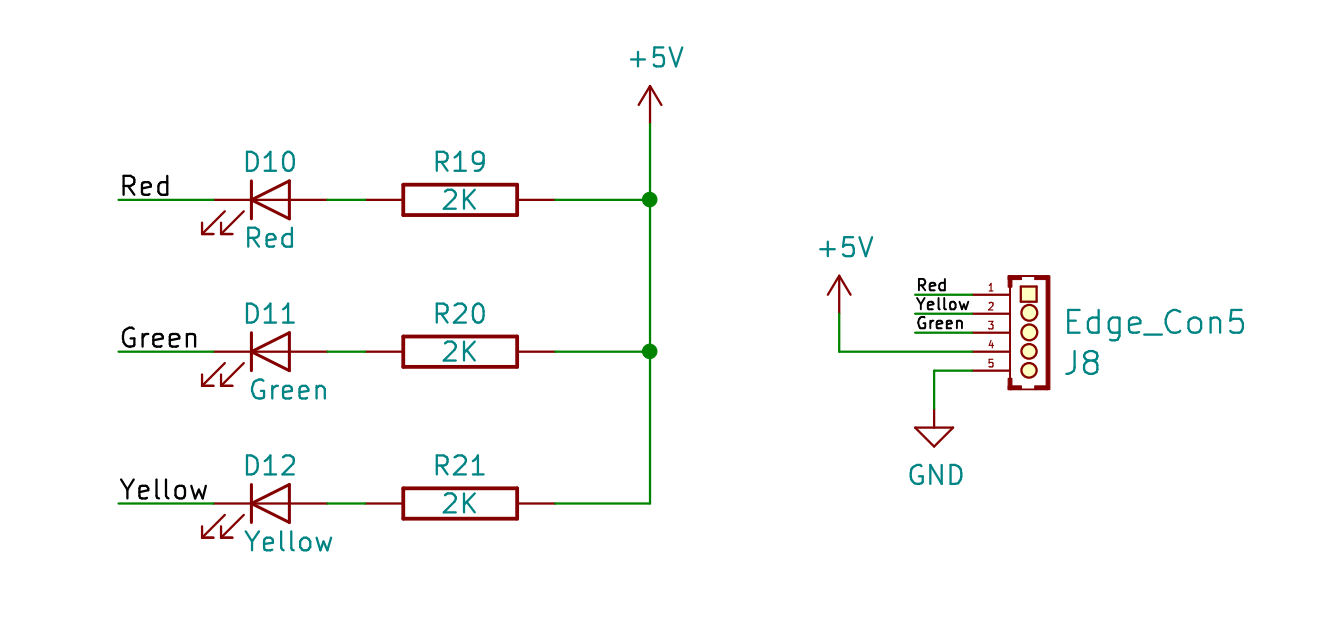 +5V
D10
R19
Red
2K
Red
D11
R20
Green
2K
Green
D12
R21
Yellow
2K
Yellow
+5V
Red
1
Yellow
2
Green
3
4
5
Edge_Con5
J8
GND